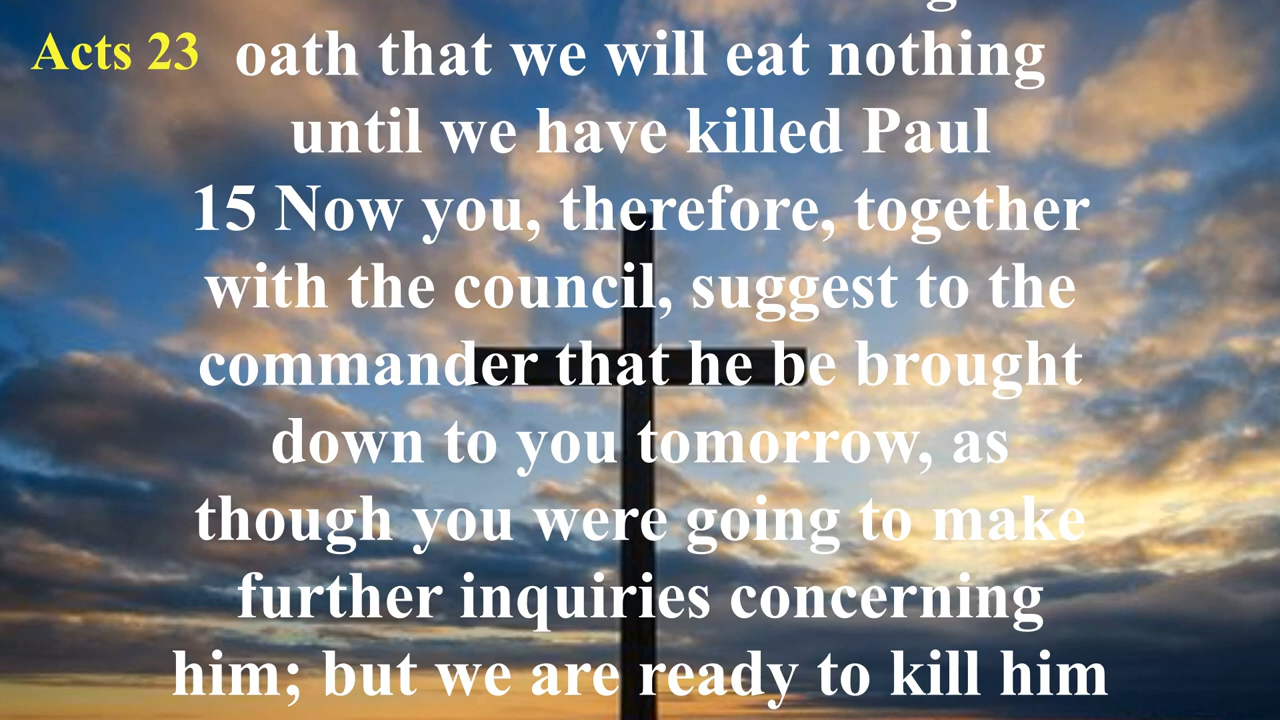 Acts 23
oath that we will eat nothing
until we have killed Paul
15 Now you, therefore, together
with the council, suggest to the
commander that he be brought
down to you tomorrow, as
though you were going to make
further inquiries concerning
him; but we are ready to kill him